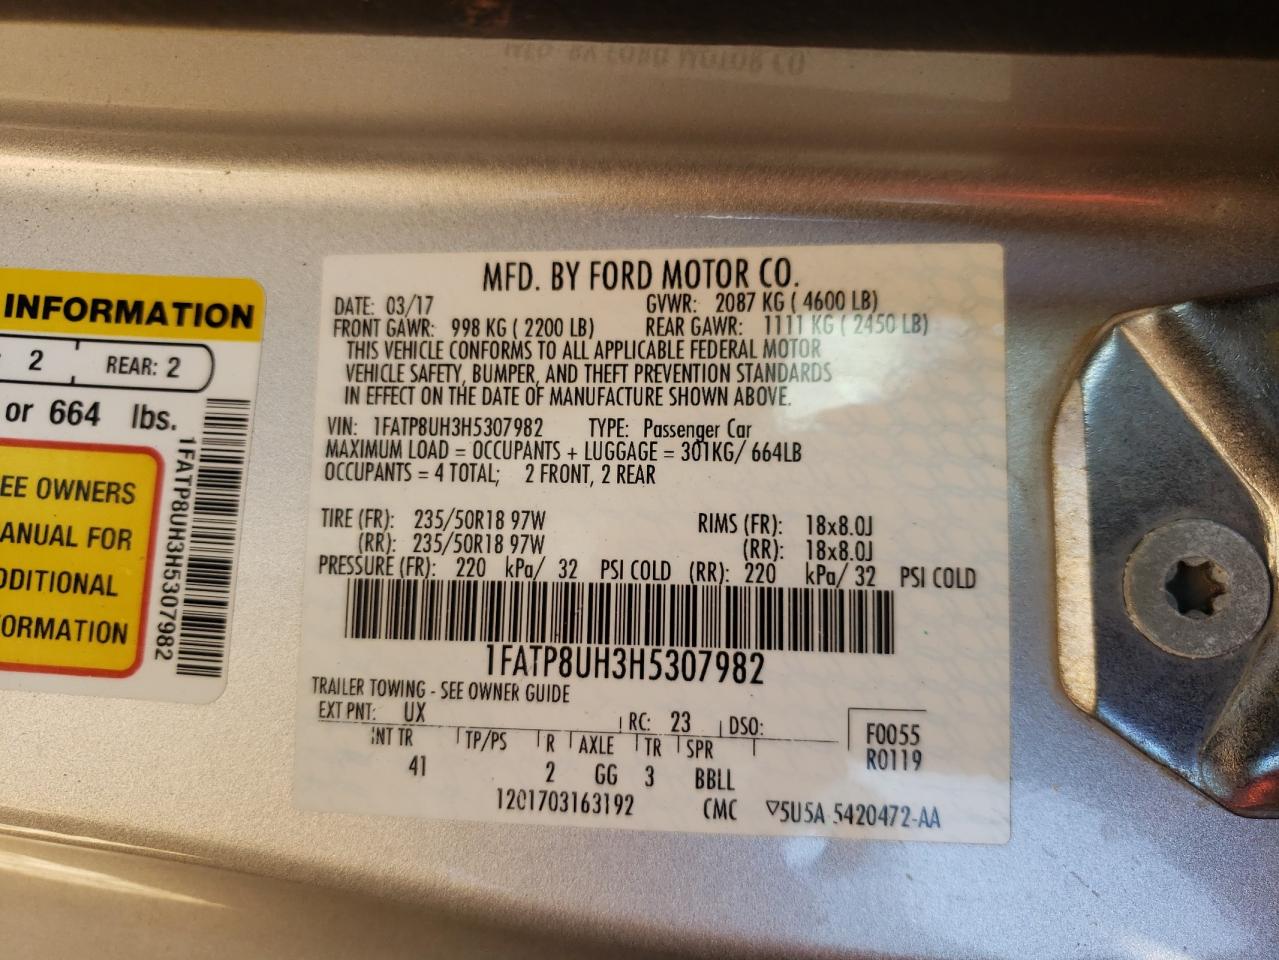 MFD. BY FORD MOTOR CO
INFORMATION
2 REAR: 2
or 664 lbs.
EE OWNERS
ANUAL FOR
DDITIONAL
ORMATION
1FATP8UH3H5307982
MFD. BY FORD MOTOR CO.
DATE: 03/17 GVWR: 2087 KG ( 4600 LB)
FRONT GAWR: 998 KG ( 2200 LB) REAR GAWR: 1111 KG ( 2450 LB)
THIS VEHICLE CONFORMS TO ALL APPLICABLE FEDERAL MOTOR
VEHICLE SAFETY, BUMPER, AND THEFT PREVENTION STANDARDS
IN EFFECT ON THE DATE OF MANUFACTURE SHOWN ABOVE.
VIN: 1FATP8UH3H5307982 TYPE: Passenger Car
MAXIMUM LOAD = OCCUPANTS + LUGGAGE = 301KG/ 664LB
OCCUPANTS = 4 TOTAL; 2 FRONT, 2 REAR
TIRE (FR): 235/50R18 97W RIMS (FR): 18x8.0J
(RR): 235/50R18 97W (RR): 18x8.0J
PRESSURE (FR): 220 kPa/ 32 PSI COLD (RR): 220 kPa/ 32 PSI COLD
1FATP8UH3H5307982
TRAILER TOWING - SEE OWNER GUIDE
EXT PNT: UX RC: 23 DSO: F0055
INT TR TP/PS R AXLE TR SPR R0119
41 2 GG 3 BBLL
1201703163192 CMC ▽5U5A 5420472-AA